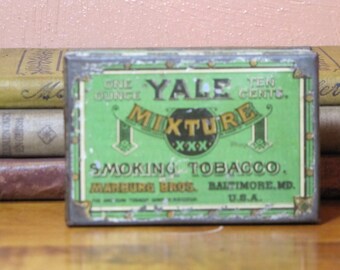 ONE OUNCE YALE TEN CENTS.
MIXTURE
XXX
SMOKING TOBACCO.
MARBURG BROS. BALTIMORE, MD.
U.S.A.